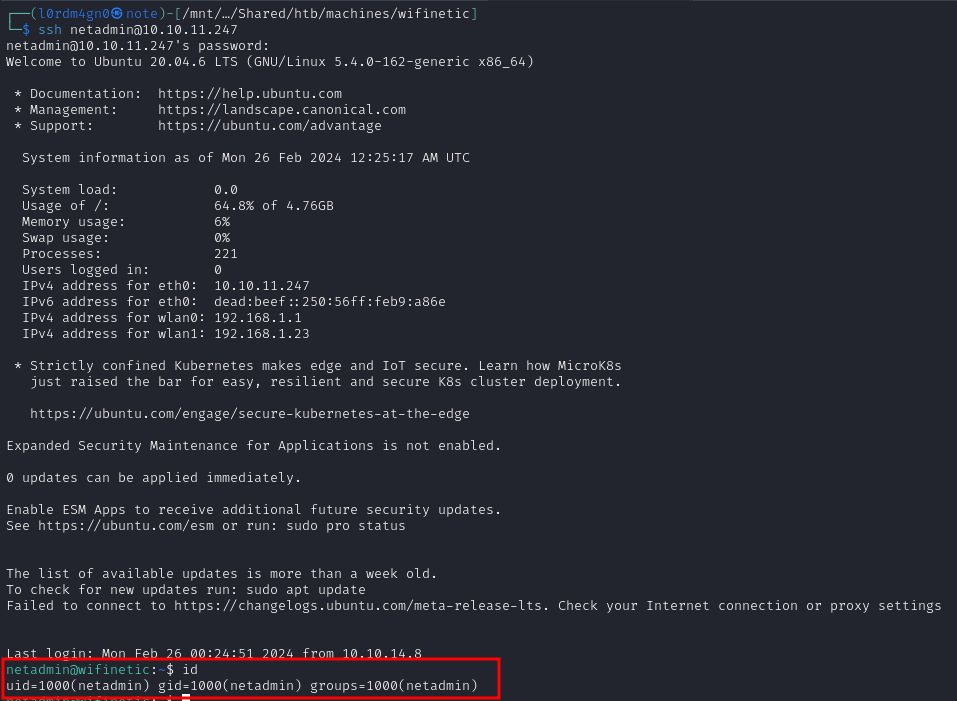 ┌──(l0rdm4gn0㉿note)-[/mnt/…/Shared/htb/machines/wifinetic]
└─$ ssh netadmin@10.10.11.247
netadmin@10.10.11.247's password:
Welcome to Ubuntu 20.04.6 LTS (GNU/Linux 5.4.0-162-generic x86_64)
* Documentation:  https://help.ubuntu.com
* Management:     https://landscape.canonical.com
* Support:        https://ubuntu.com/advantage
System information as of Mon 26 Feb 2024 12:25:17 AM UTC
System load:            0.0
Usage of /:             64.8% of 4.76GB
Memory usage:           6%
Swap usage:             0%
Processes:              221
Users logged in:        0
IPv4 address for eth0:  10.10.11.247
IPv6 address for eth0:  dead:beef::250:56ff:feb9:a86e
IPv4 address for wlan0: 192.168.1.1
IPv4 address for wlan1: 192.168.1.23
* Strictly confined Kubernetes makes edge and IoT secure. Learn how MicroK8s
just raised the bar for easy, resilient and secure K8s cluster deployment.
https://ubuntu.com/engage/secure-kubernetes-at-the-edge
Expanded Security Maintenance for Applications is not enabled.
0 updates can be applied immediately.
Enable ESM Apps to receive additional future security updates.
See https://ubuntu.com/esm or run: sudo pro status
The list of available updates is more than a week old.
To check for new updates run: sudo apt update
Failed to connect to https://changelogs.ubuntu.com/meta-release-lts. Check your Internet connection or proxy settings
Last login: Mon Feb 26 00:24:51 2024 from 10.10.14.8
netadmin@wifinetic:~$ id
uid=1000(netadmin) gid=1000(netadmin) groups=1000(netadmin)